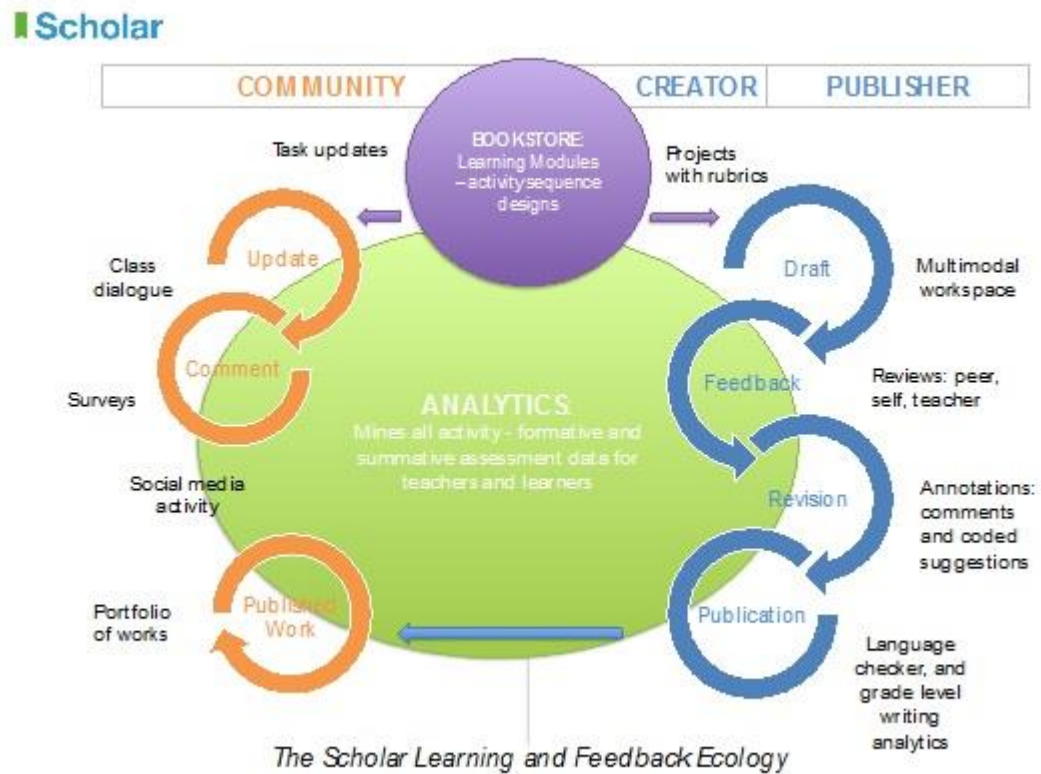 Scholar
COMMUNITY
CREATOR
PUBLISHER
BOOKSTORE:
Learning Modules
– activity sequence
designs
Task updates
Projects
with rubrics
Update
Class
dialogue
Draft
Multimodal
workspace
Comment
Feedback
Surveys
Reviews: peer,
self, teacher
ANALYTICS:
Mines all activity - formative and
summative assessment data for
teachers and learners
Social media
activity
Revision
Annotations:
comments
and coded
suggestions
Published
Work
Portfolio
of works
Publication
Language
checker, and
grade level
writing
analytics
The Scholar Learning and Feedback Ecology